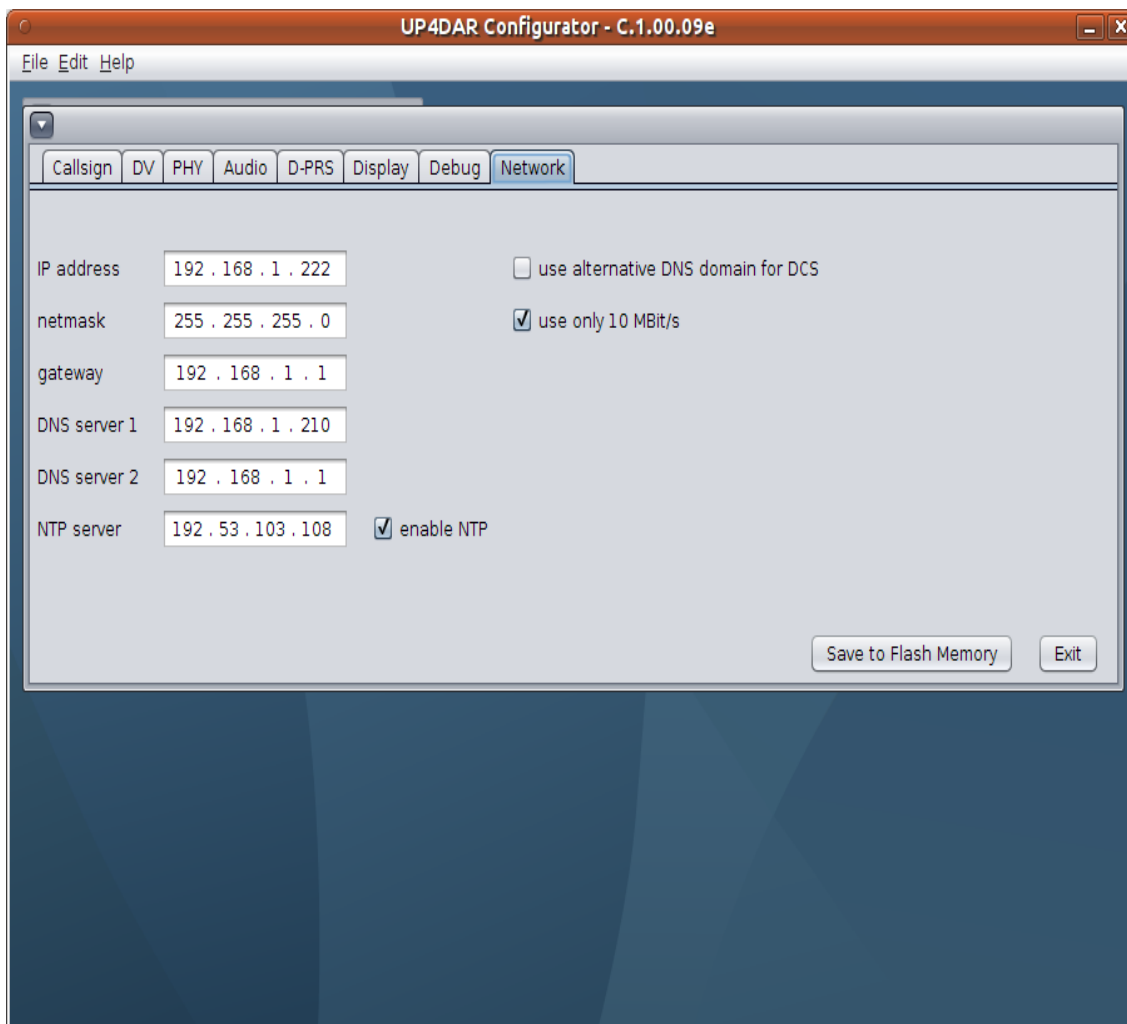 UP4DAR Configurator - C.1.00.09e
File Edit Help
Callsign DV PHY Audio D-PRS Display Debug Network
IP address 192 . 168 . 1 . 222 use alternative DNS domain for DCS
netmask 255 . 255 . 255 . 0 use only 10 MBit/s
gateway 192 . 168 . 1 . 1
DNS server 1 192 . 168 . 1 . 210
DNS server 2 192 . 168 . 1 . 1
NTP server 192 . 53 . 103 . 108 enable NTP
Save to Flash Memory Exit